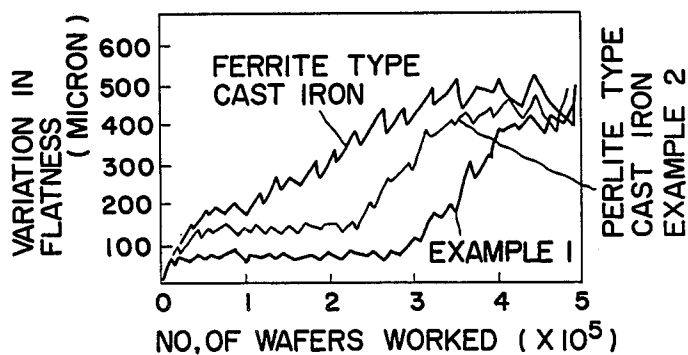 VARIATION IN
FLATNESS
(MICRON)
600
500
400
300
200
100
FERRITE TYPE
CAST IRON
EXAMPLE 1
PERLITE TYPE
CAST IRON
EXAMPLE 2
0 1 2 3 4 5
NO, OF WAFERS WORKED (X10⁵)